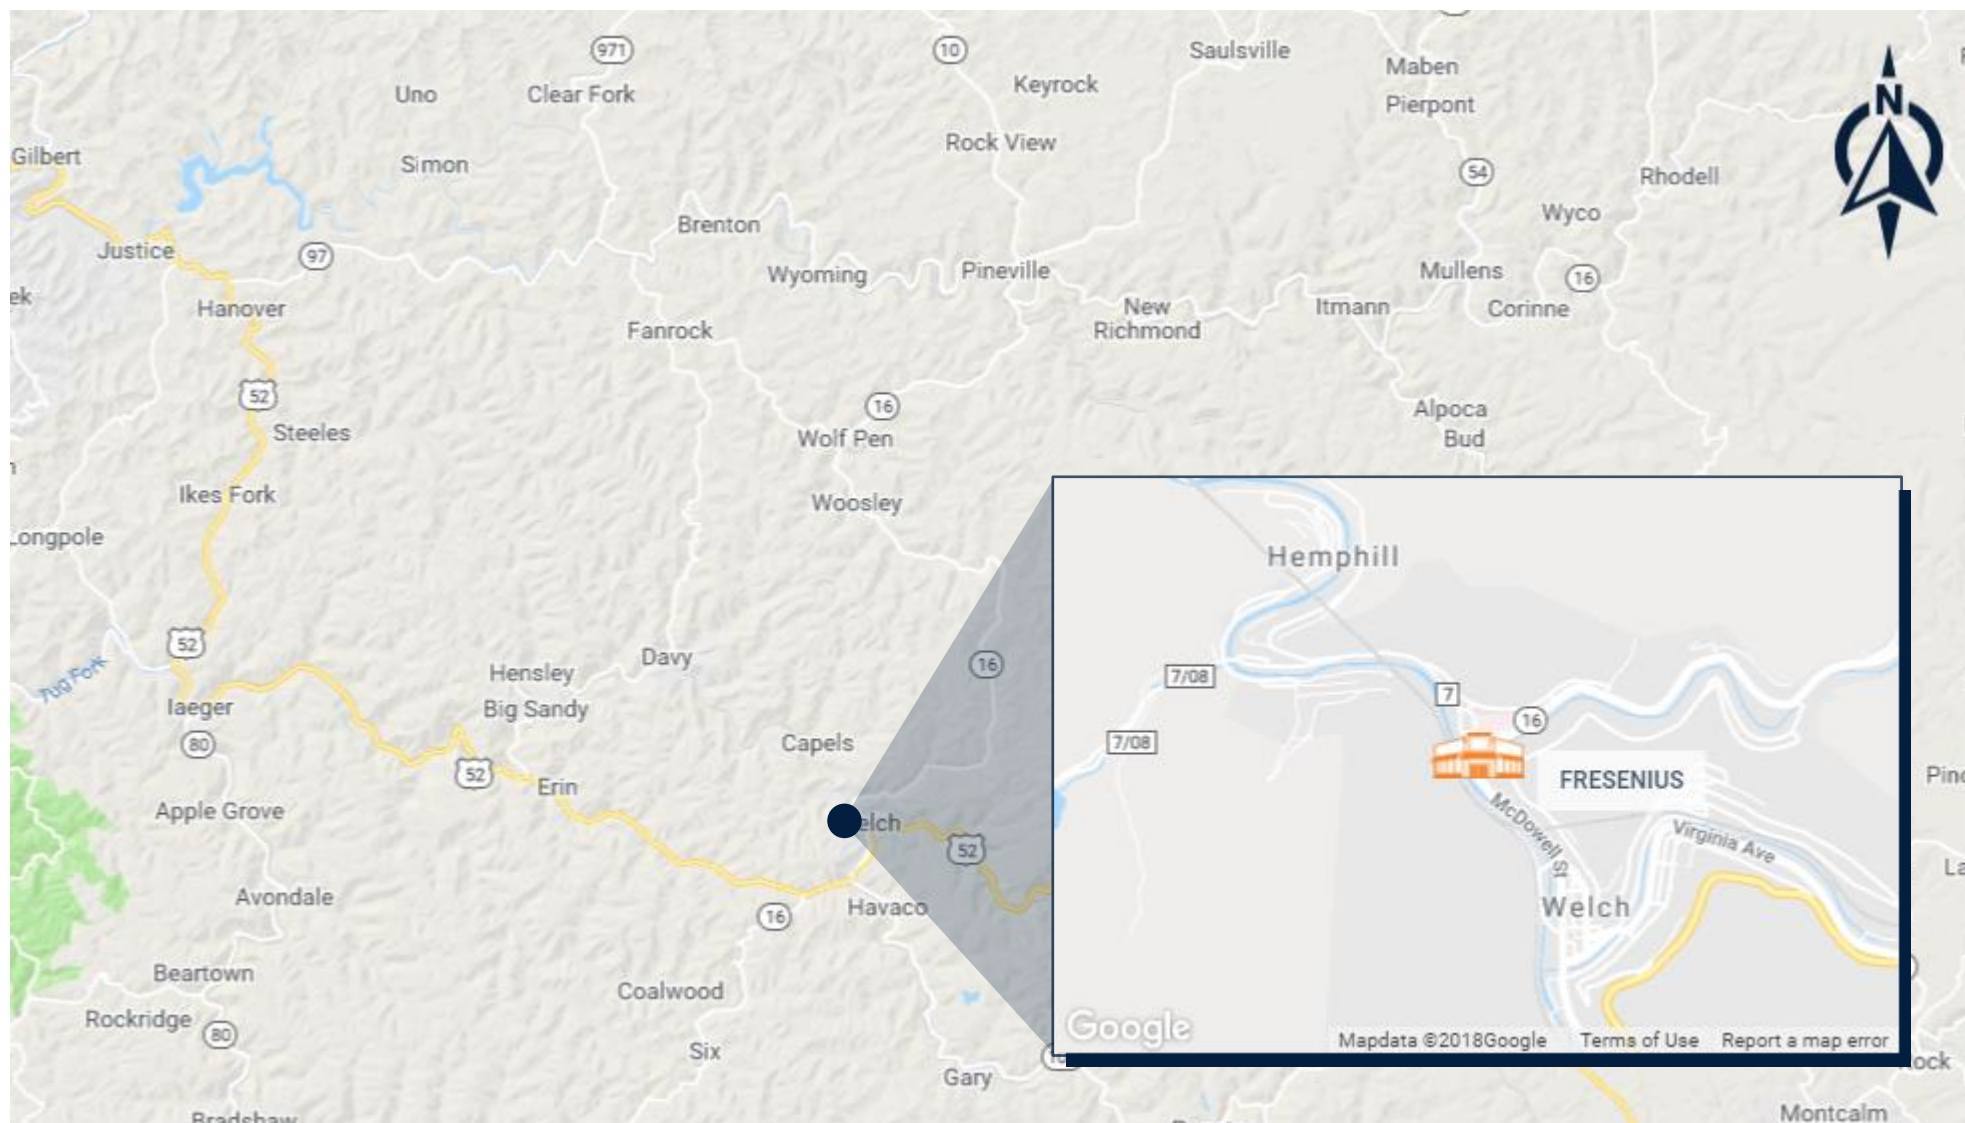 971
10
Saulsville
Maben
Keyrock
Uno
Clear Fork
Pierpont
N
Rock View
Gilbert
Simon
54
Rhodell
Wyco
Brenton
Justice
97
Wyoming
Pineville
Mullens
16
ek
Hanover
New
Richmond
Itmann
Corinne
Fanrock
52
16
Alpoca
Steeles
Wolf Pen
Bud
Ikes Fork
Woosley
Longpole
Hemphill
52
Tug Fork
Hensley
Davy
16
7/08
7
Iaeger
Big Sandy
16
80
Capels
7/08
52
Erin
FRESENIUS
Apple Grove
elch
52
McDowell St
Virginia Ave
Avondale
16
Havaco
Welch
Beartown
Coalwood
Rockridge
80
Google
Mapdata ©2018Google Terms of Use Report a map error
Six
Gary
ock
Bradshaw
Montcalm